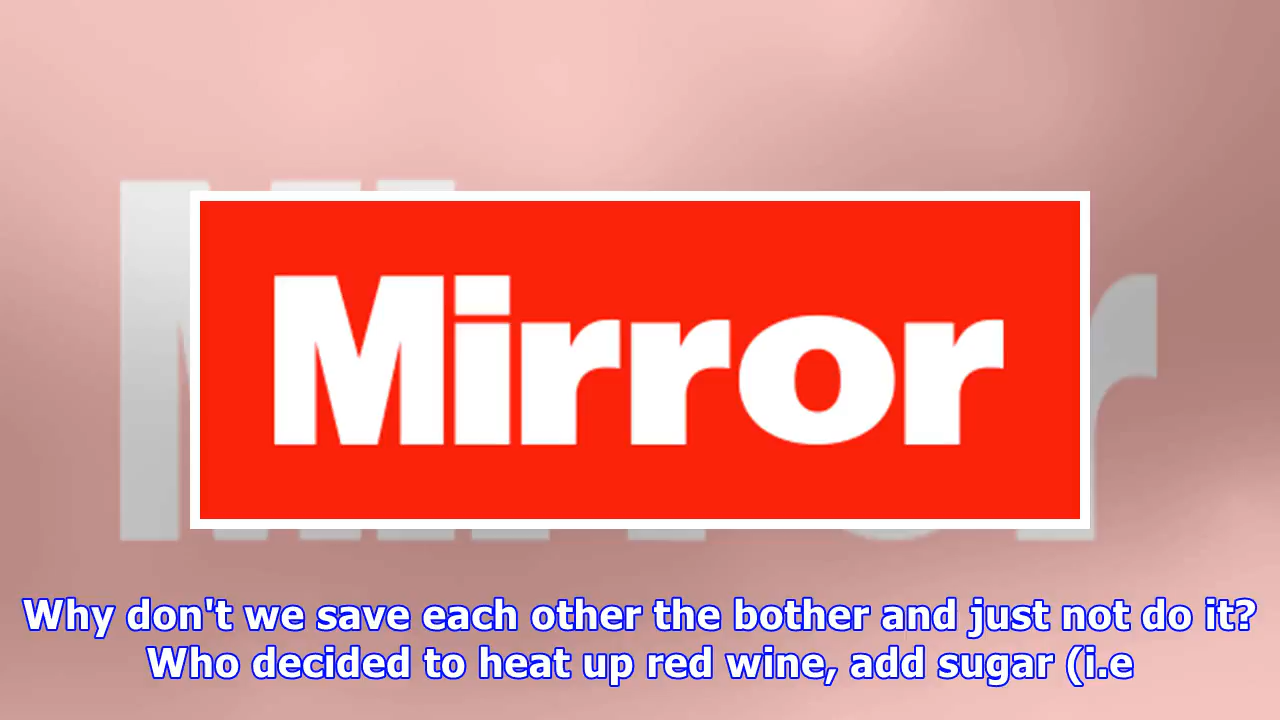 Mirror
Why don't we save each other the bother and just not do it?
Who decided to heat up red wine, add sugar (i.e